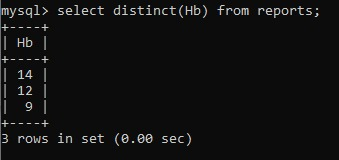 mysql> select distinct(Hb) from reports;
+----+
| Hb |
+----+
| 14 |
| 12 |
|  9 |
+----+
3 rows in set (0.00 sec)